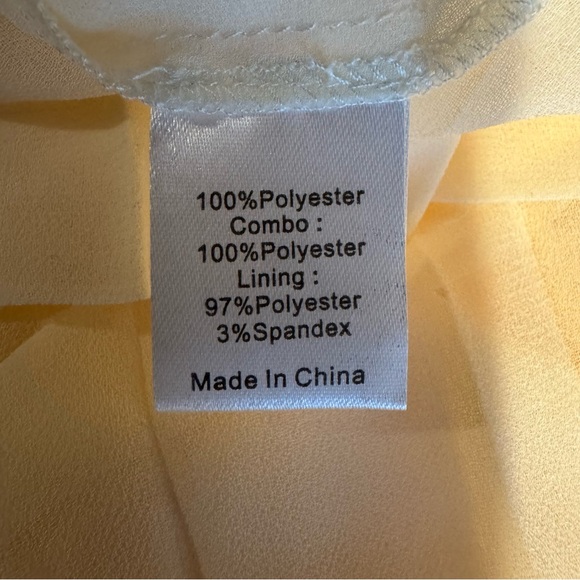 100%Polyester
Combo :
100%Polyester
Lining :
97%Polyester
3%Spandex
Made In China